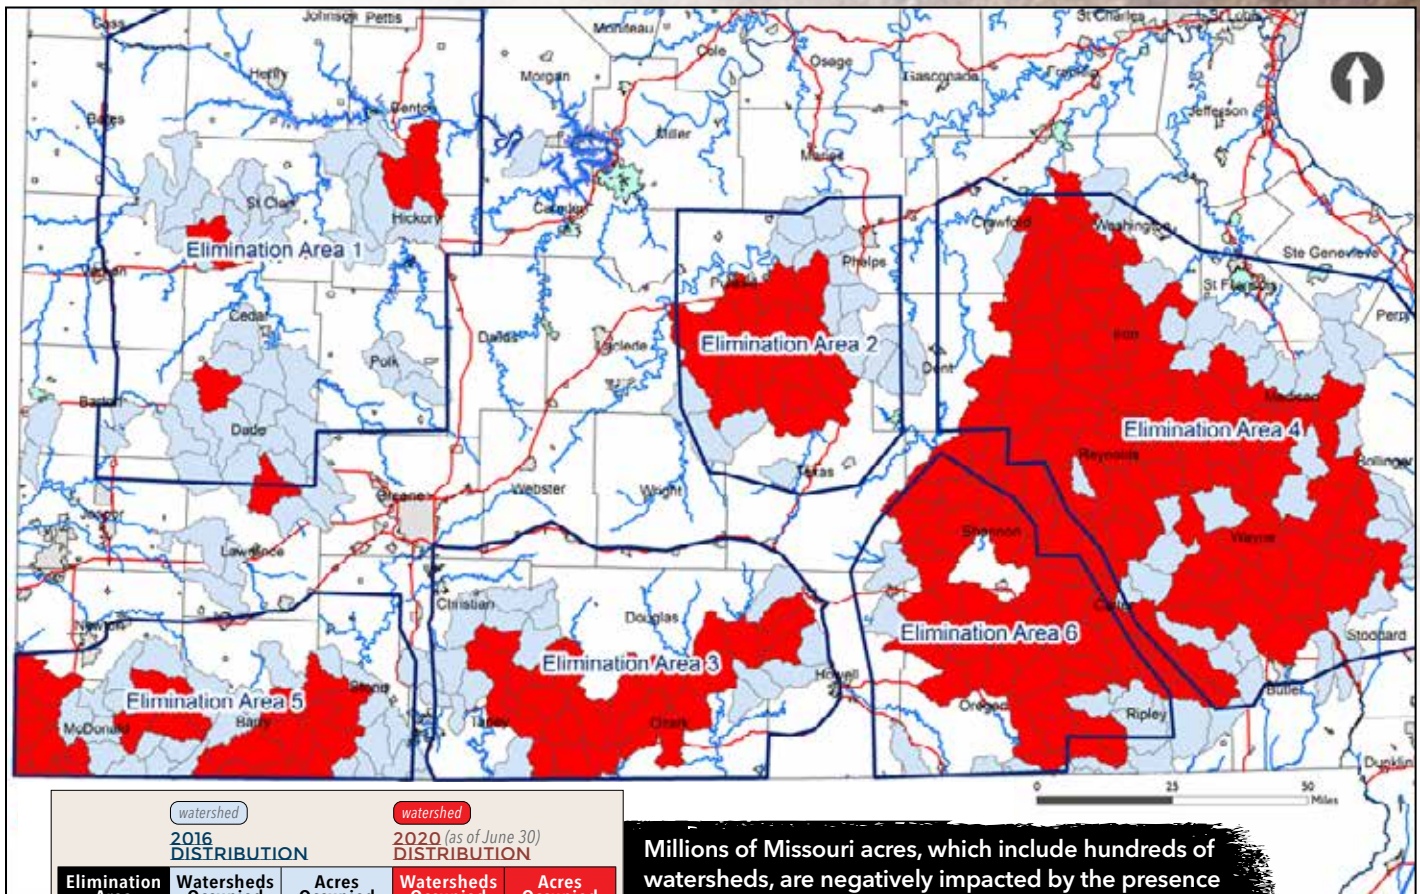 Cass
Johnson
Pettis
Moniteau
Cole
Osage
Gasconade
St Charles
St Louis
Franklin
Jefferson
Henry
Benton
Morgan
Miller
Maries
Bates
St Clair
Hickory
Camden
Crawford
Washington
Ste Genevieve
Elimination Area 1
Vernon
Pulaski
Phelps
St Francois
Perry
Cedar
Polk
Dallas
Laclede
Elimination Area 2
Dent
Iron
Barton
Dade
Madison
Elimination Area 4
Reynolds
Bollinger
Greene
Webster
Wright
Texas
Jasper
Lawrence
Shannon
Wayne
Newton
Christian
Douglas
Carter
Elimination Area 6
Stoddard
Elimination Area 3
Howell
Elimination Area 5
Stone
McDonald
Barry
Taney
Ozark
Oregon
Ripley
Butler
Dunklin
0 25 50
Miles
watershed
2016
DISTRIBUTION
watershed
2020 (as of June 30)
DISTRIBUTION
Elimination Watersheds Acres Watersheds Acres
Area Occupied Occupied Occupied Occupied
Millions of Missouri acres, which include hundreds of
watersheds, are negatively impacted by the presence